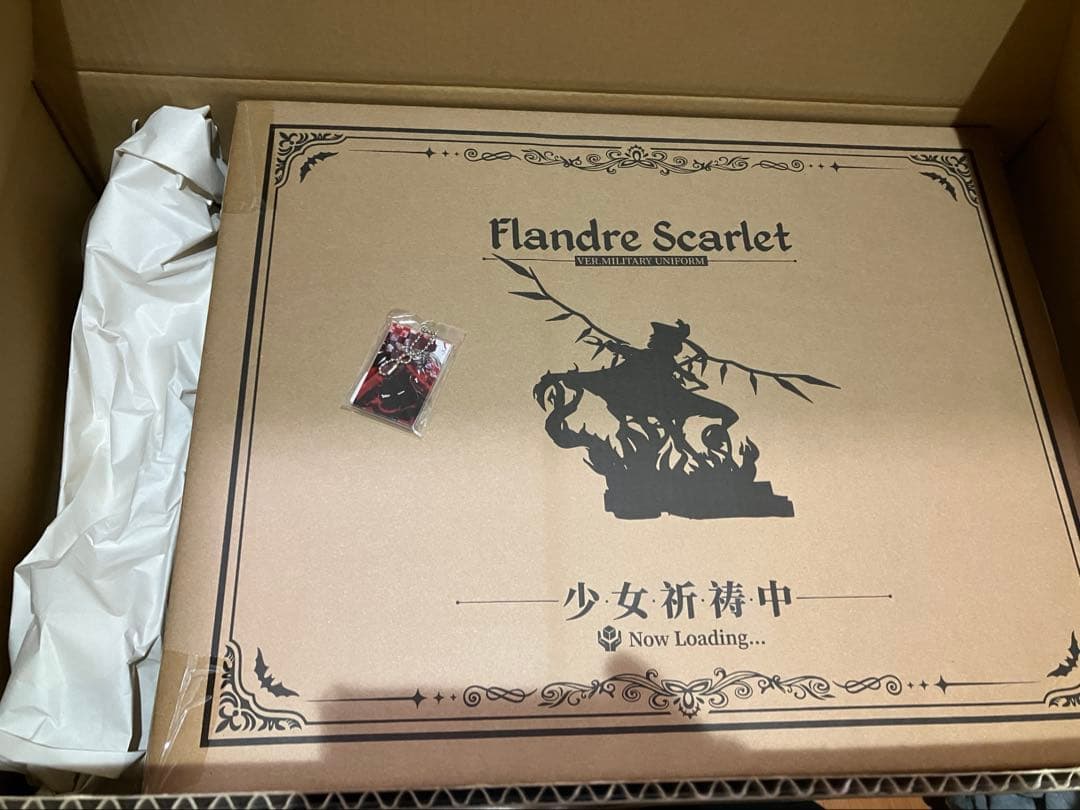 Flandre Scarlet
VER.MILITARY UNIFORM
少·女·祈·祷·中
Now Loading...